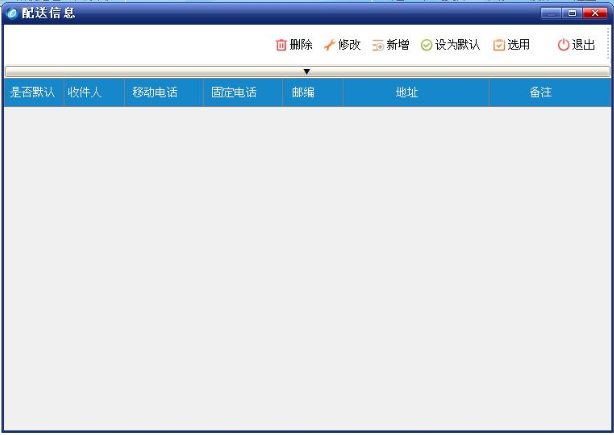 配送信息
删除 修改 新增 设为默认 选用 退出
是否默认 收件人 移动电话 固定电话 邮编 地址 备注